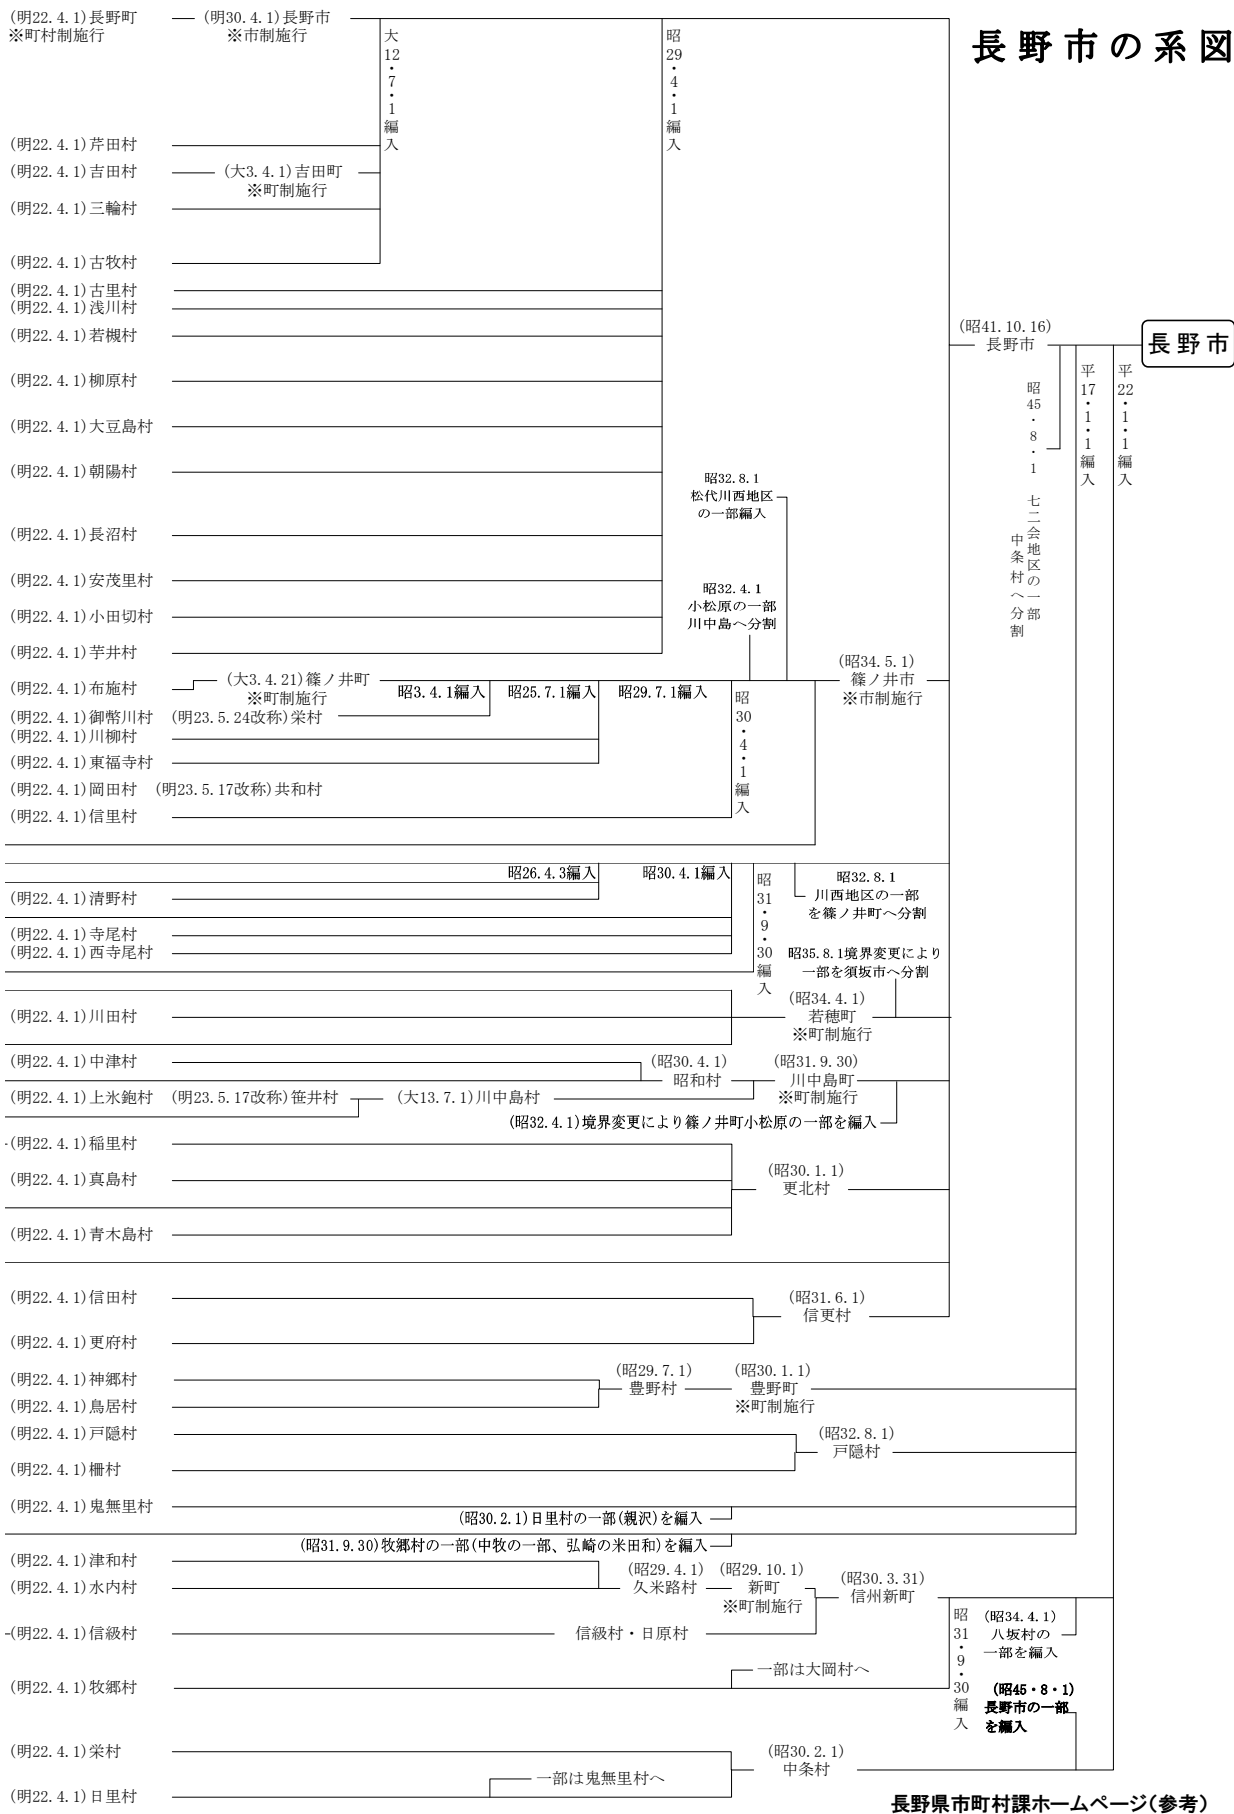 長野市の系図
(明22.4.1)長野町
※町村制施行
(明30.4.1)長野市
※市制施行
大12・7・1編入
昭29・4・1編入
(明22.4.1)芹田村
(明22.4.1)吉田村
(大3.4.1)吉田町
※町制施行
(明22.4.1)三輪村
(明22.4.1)古牧村
(明22.4.1)古里村
(明22.4.1)浅川村
(明22.4.1)若槻村
(明22.4.1)柳原村
(明22.4.1)大豆島村
(明22.4.1)朝陽村
(明22.4.1)長沼村
(明22.4.1)安茂里村
(明22.4.1)小田切村
(明22.4.1)芋井村
(昭41.10.16)
長野市
長野市
昭45・8・1 七二会地区の一部
中条村へ分割
平17・1・1編入
平22・1・1編入
昭32.8.1
松代川西地区
の一部編入
昭32.4.1
小松原の一部
川中島へ分割
(明22.4.1)布施村
(大3.4.21)篠ノ井町
※町制施行
昭3.4.1編入
昭25.7.1編入
昭29.7.1編入
昭30・4・1編入
(昭34.5.1)
篠ノ井市
※市制施行
(明22.4.1)御幣川村 (明23.5.24改称)栄村
(明22.4.1)川柳村
(明22.4.1)東福寺村
(明22.4.1)岡田村 (明23.5.17改称)共和村
(明22.4.1)信里村
昭26.4.3編入
昭30.4.1編入
昭31・9・30編入
昭32.8.1
川西地区の一部
を篠ノ井町へ分割
(明22.4.1)清野村
(明22.4.1)寺尾村
(明22.4.1)西寺尾村
昭35.8.1境界変更により
一部を須坂市へ分割
(明22.4.1)川田村
(昭34.4.1)
若穂町
※町制施行
(明22.4.1)中津村
(昭30.4.1)
昭和村
(昭31.9.30)
川中島町
※町制施行
(明22.4.1)上氷鉋村 (明23.5.17改称)笹井村
(大13.7.1)川中島村
(昭32.4.1)境界変更により篠ノ井町小松原の一部を編入
(明22.4.1)稲里村
(明22.4.1)真島村
(昭30.1.1)
更北村
(明22.4.1)青木島村
(明22.4.1)信田村
(昭31.6.1)
信更村
(明22.4.1)更府村
(明22.4.1)神郷村
(昭29.7.1)
豊野村
(昭30.1.1)
豊野町
※町制施行
(明22.4.1)鳥居村
(明22.4.1)戸隠村
(昭32.8.1)
戸隠村
(明22.4.1)柵村
(明22.4.1)鬼無里村
(昭30.2.1)日里村の一部(親沢)を編入
(昭31.9.30)牧郷村の一部(中牧の一部、弘崎の米田和)を編入
(明22.4.1)津和村
(明22.4.1)水内村
(昭29.4.1)
久米路村
(昭29.10.1)
新町
※町制施行
(昭30.3.31)
信州新町
(明22.4.1)信級村
信級村・日原村
昭31・9・30編入
(昭34.4.1)
八坂村の
一部を編入
一部は大岡村へ
(明22.4.1)牧郷村
(昭45・8・1)
長野市の一部
を編入
(明22.4.1)栄村
(昭30.2.1)
中条村
一部は鬼無里村へ
(明22.4.1)日里村
長野県市町村課ホームページ(参考)